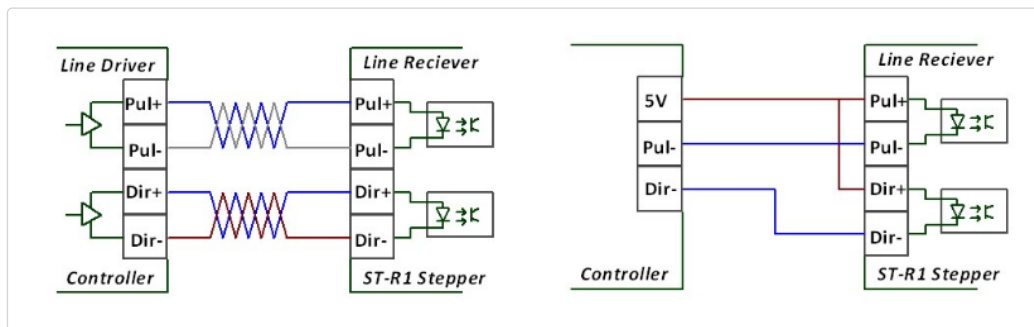 Line Driver
Pul+
Pul-
Dir+
Dir-
Controller
Line Reciever
Pul+
Pul-
Dir+
Dir-
ST-R1 Stepper
5V
Pul-
Dir-
Controller
Line Reciever
Pul+
Pul-
Dir+
Dir-
ST-R1 Stepper